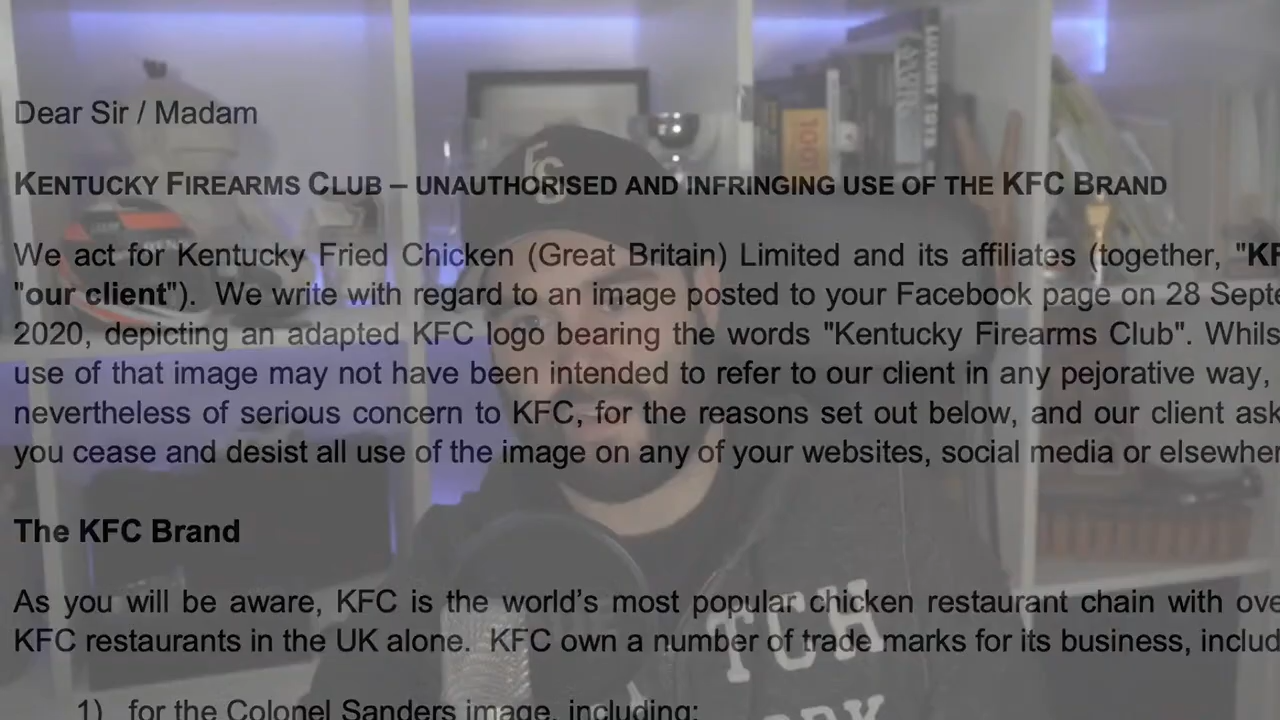 Dear Sir / Madam
KENTUCKY FIREARMS CLUB – UNAUTHORISED AND INFRINGING USE OF THE KFC BRAND
We act for Kentucky Fried Chicken (Great Britain) Limited and its affiliates (together, "KF
"our client"). We write with regard to an image posted to your Facebook page on 28 Septe
2020, depicting an adapted KFC logo bearing the words "Kentucky Firearms Club". Whils
use of that image may not have been intended to refer to our client in any pejorative way,
nevertheless of serious concern to KFC, for the reasons set out below, and our client ask
you cease and desist all use of the image on any of your websites, social media or elsewher
The KFC Brand
As you will be aware, KFC is the world's most popular chicken restaurant chain with ove
KFC restaurants in the UK alone. KFC own a number of trade marks for its business, includ
1) for the Colonel Sanders image, including:
TCH